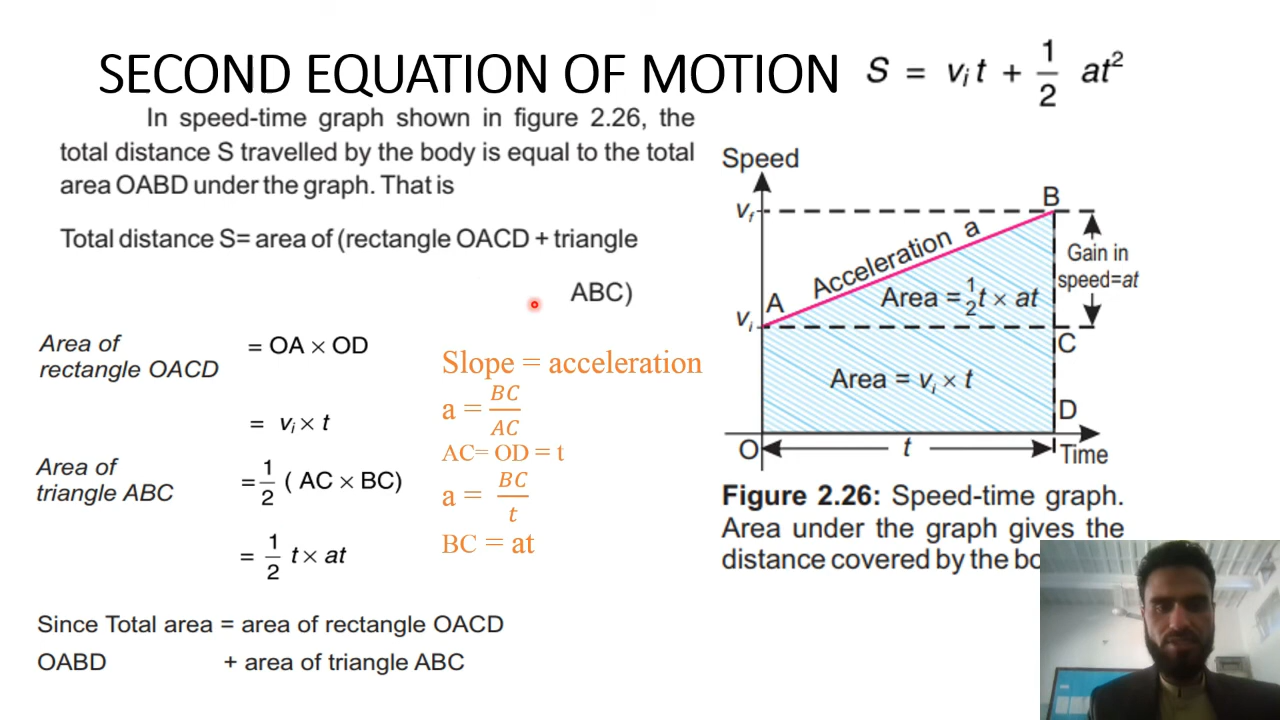 SECOND EQUATION OF MOTION
S = vᵢt + 1/2 at²
In speed-time graph shown in figure 2.26, the
total distance S travelled by the body is equal to the total
area OABD under the graph. That is
Total distance S= area of (rectangle OACD + triangle
ABC)
Area of
rectangle OACD
= OA × OD
= vᵢ × t
Area of
triangle ABC
= 1/2 ( AC × BC)
= 1/2 t × at
Since Total area = area of rectangle OACD
OABD + area of triangle ABC
Slope = acceleration
a = BC/AC
AC= OD = t
a = BC/t
BC = at
Speed
v_f
B
Acceleration a
Gain in
speed=at
A
Area = 1/2 t × at
vᵢ
C
Area = vᵢ × t
D
O
t
Time
Figure 2.26: Speed-time graph.
Area under the graph gives the
distance covered by the bo